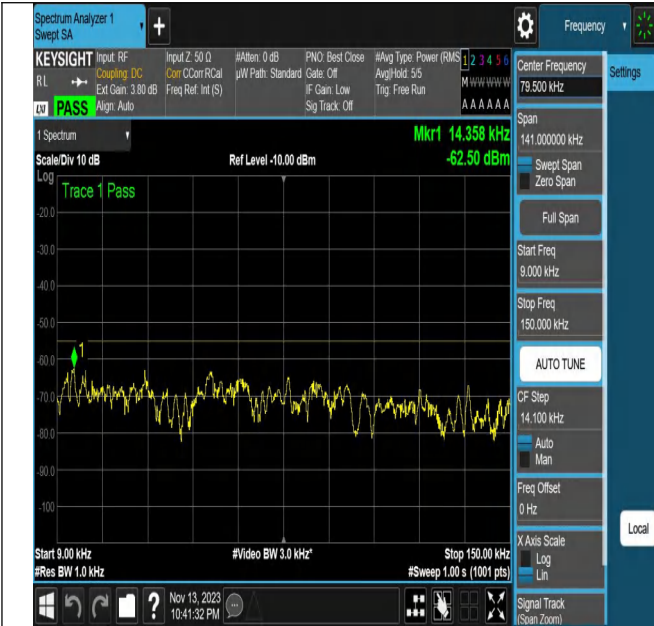 Spectrum Analyzer 1
Swept SA
+
Frequency
KEYSIGHT
RL
LXI
PASS
Input: RF
Coupling: DC
Ext Gain: 3.80 dB
Align: Auto
Input Z: 50 Ω
Corr CCorr RCal
Freq Ref: Int (S)
#Atten: 0 dB
µW Path: Standard
PNO: Best Close
Gate: Off
IF Gain: Low
Sig Track: Off
#Avg Type: Power (RMS
Avg|Hold: 5/5
Trig: Free Run
1 2 3 4 5 6
M W W W W W
A A A A A A
1 Spectrum
Scale/Div 10 dB
Ref Level -10.00 dBm
Mkr1 14.358 kHz
-62.50 dBm
Log
Trace 1 Pass
-20.0
-30.0
-40.0
-50.0
-60.0
-70.0
-80.0
-90.0
-100
1
Start 9.00 kHz
#Video BW 3.0 kHz*
Stop 150.00 kHz
#Res BW 1.0 kHz
#Sweep 1.00 s (1001 pts)
?
Nov 13, 2023
10:41:32 PM
Center Frequency
79.500 kHz
Span
141.000000 kHz
Swept Span
Zero Span
Full Span
Start Freq
9.000 kHz
Stop Freq
150.000 kHz
AUTO TUNE
CF Step
14.100 kHz
Auto
Man
Freq Offset
0 Hz
X Axis Scale
Log
Lin
Signal Track
(Span Zoom)
Settings
Local